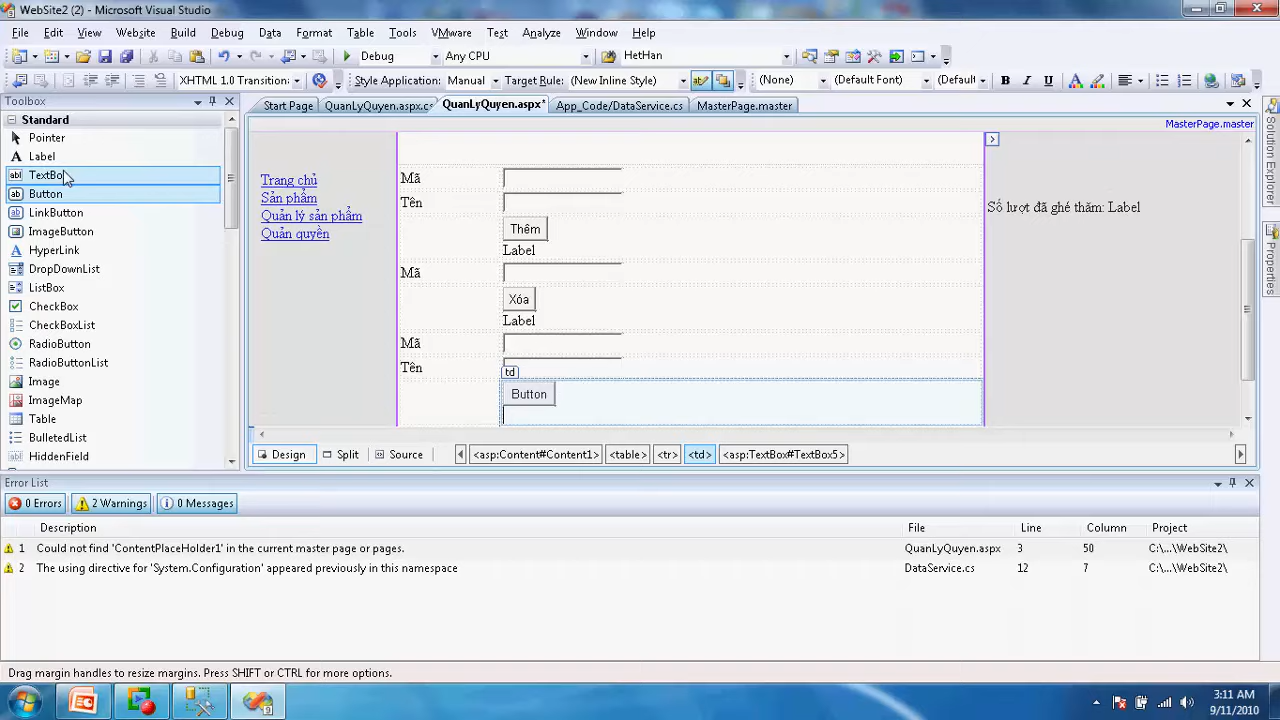 WebSite2 (2) - Microsoft Visual Studio
File Edit View Website Build Debug Data Format Table Tools VMware Test Analyze Window Help
Debug Any CPU HetHan
XHTML 1.0 Transition: Style Application: Manual Target Rule: (New Inline Style) (None) (Default Font) (Default B I U A
Toolbox
Start Page QuanLyQuyen.aspx.cs QuanLyQuyen.aspx* App_Code/DataService.cs MasterPage.master
MasterPage.master
Standard
Pointer
A Label
TextBo
Button
LinkButton
ImageButton
HyperLink
DropDownList
ListBox
CheckBox
CheckBoxList
RadioButton
RadioButtonList
Image
ImageMap
Table
BulletedList
HiddenField
Trang chủ
Sản phẩm
Quản lý sản phẩm
Quản quyền
Mã
Tên
Thêm
Label
Mã
Xóa
Label
Mã
Tên
td
Button
Số lượt đã ghé thăm: Label
Solution Explorer
Properties
Design Split Source <asp:Content#Content1> <table> <tr> <td> <asp:TextBox#TextBox5>
Error List
0 Errors 2 Warnings 0 Messages
Description File Line Column Project
1 Could not find 'ContentPlaceHolder1' in the current master page or pages. QuanLyQuyen.aspx 3 50 C:\...\WebSite2\
2 The using directive for 'System.Configuration' appeared previously in this namespace DataService.cs 12 7 C:\...\WebSite2\
Drag margin handles to resize margins. Press SHIFT or CTRL for more options.
3:11 AM
9/11/2010